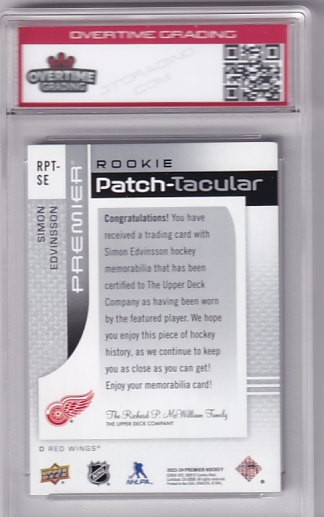 OVERTIME GRADING
OVERTIME
GRADING
RPT-
SE
ROOKIE
Patch-Tacular
SIMON
EDVINSSON
PREMIER
Congratulations! You have
received a trading card with
Simon Edvinsson hockey
memorabilia that has been
certified to The Upper Deck
Company as having been worn
by the featured player. We hope
you enjoy this piece of hockey
history, as we continue to keep
you as close as you can get!
Enjoy your memorabilia card!
The Richard P. McWilliam Family
THE UPPER DECK COMPANY
D RED WINGS
UPPER DECK
NHL
NHLPA
2023-24 PREMIER HOCKEY